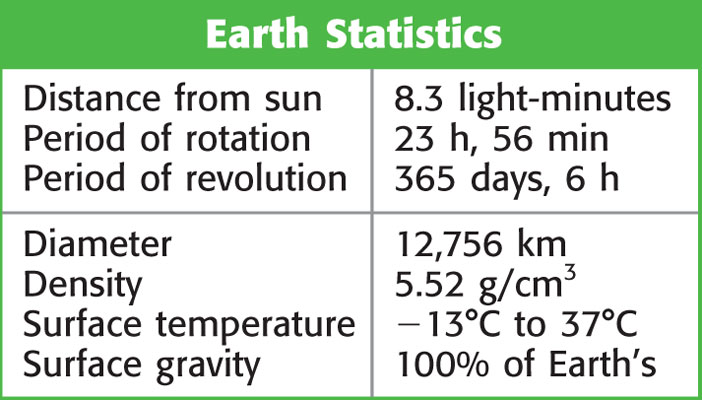 Earth Statistics
Distance from sun 8.3 light-minutes
Period of rotation 23 h, 56 min
Period of revolution 365 days, 6 h
Diameter 12,756 km
Density 5.52 g/cm³
Surface temperature −13°C to 37°C
Surface gravity 100% of Earth’s